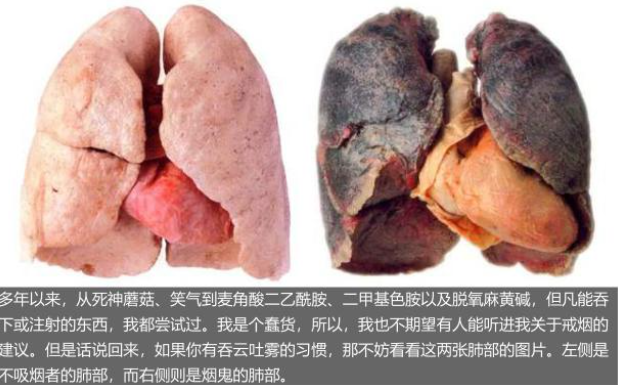 多年以来，从死神蘑菇、笑气到麦角酸二乙酰胺、二甲基色胺以及脱氧麻黄碱，但凡能吞
下或注射的东西，我都尝试过。我是个蠢货，所以，我也不期望有人能听进我关于戒烟的
建议。但是话说回来，如果你有吞云吐雾的习惯，那不妨看看这两张肺部的图片。左侧是
不吸烟者的肺部，而右侧则是烟鬼的肺部。